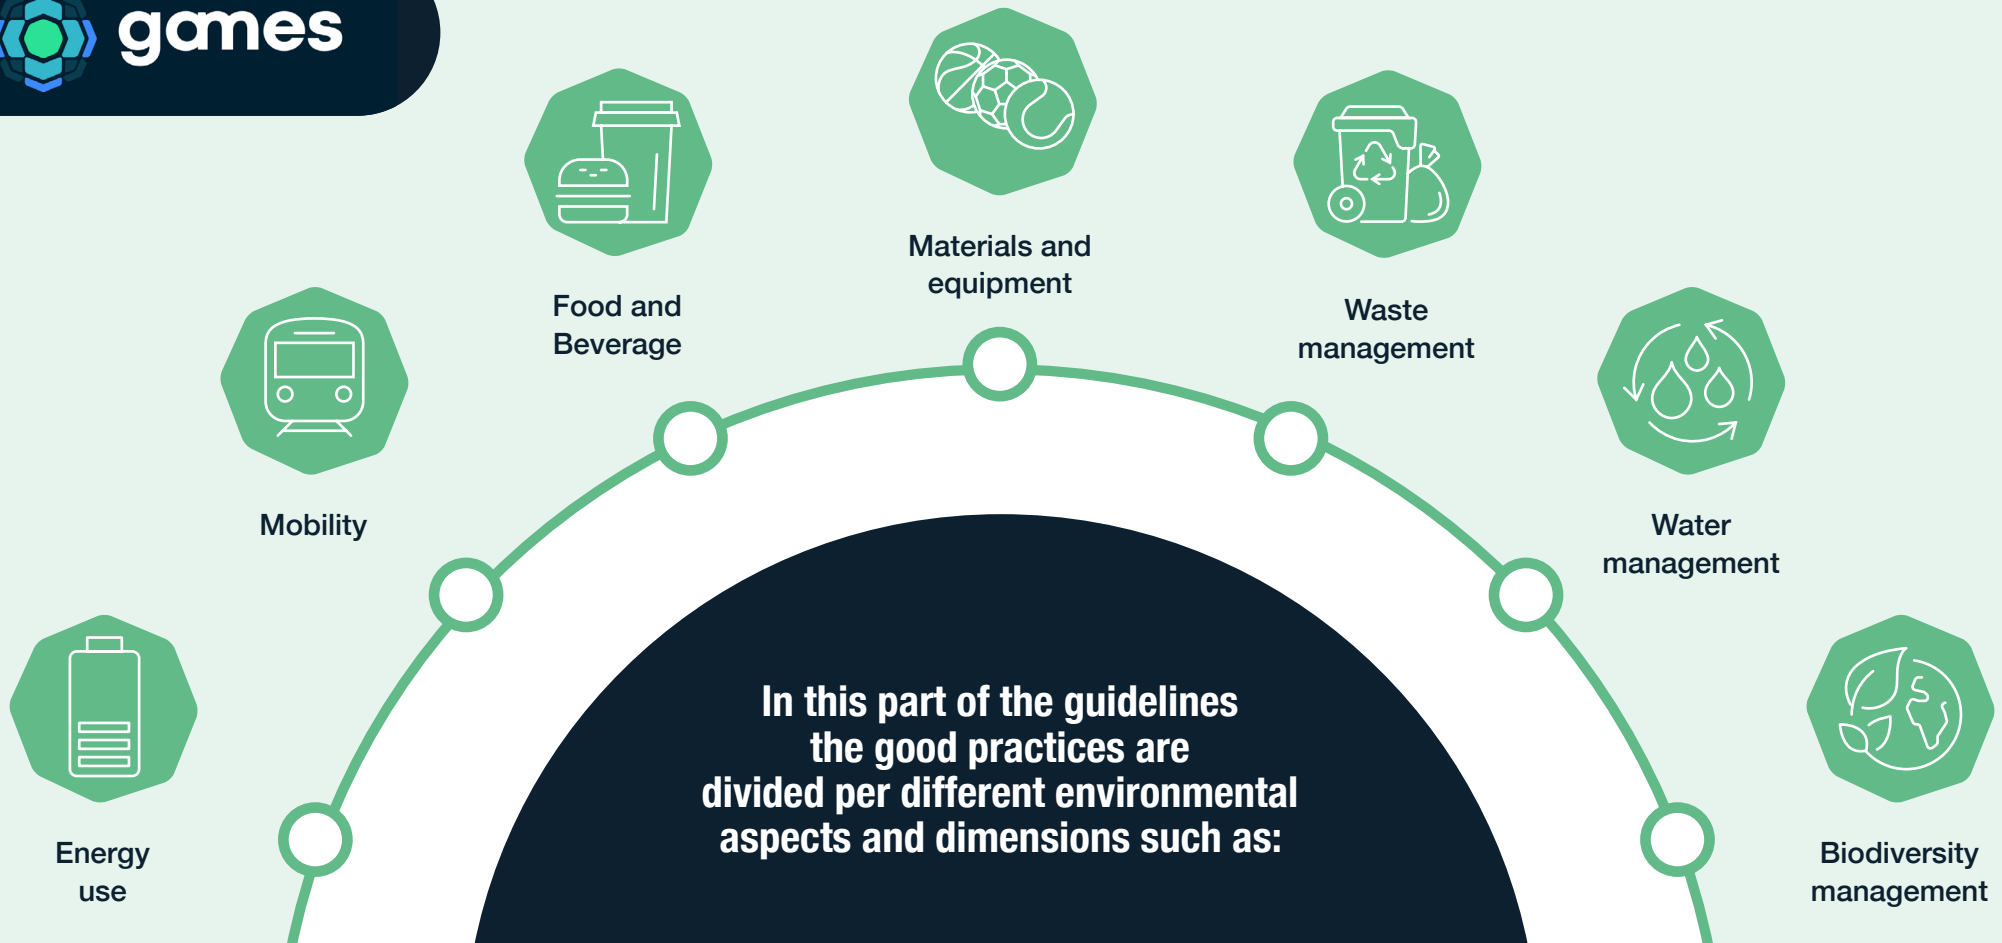 games
Materials and
equipment
Food and
Beverage
Waste
management
Mobility
Water
management
Energy
use
Biodiversity
management
In this part of the guidelines
the good practices are
divided per different environmental
aspects and dimensions such as: